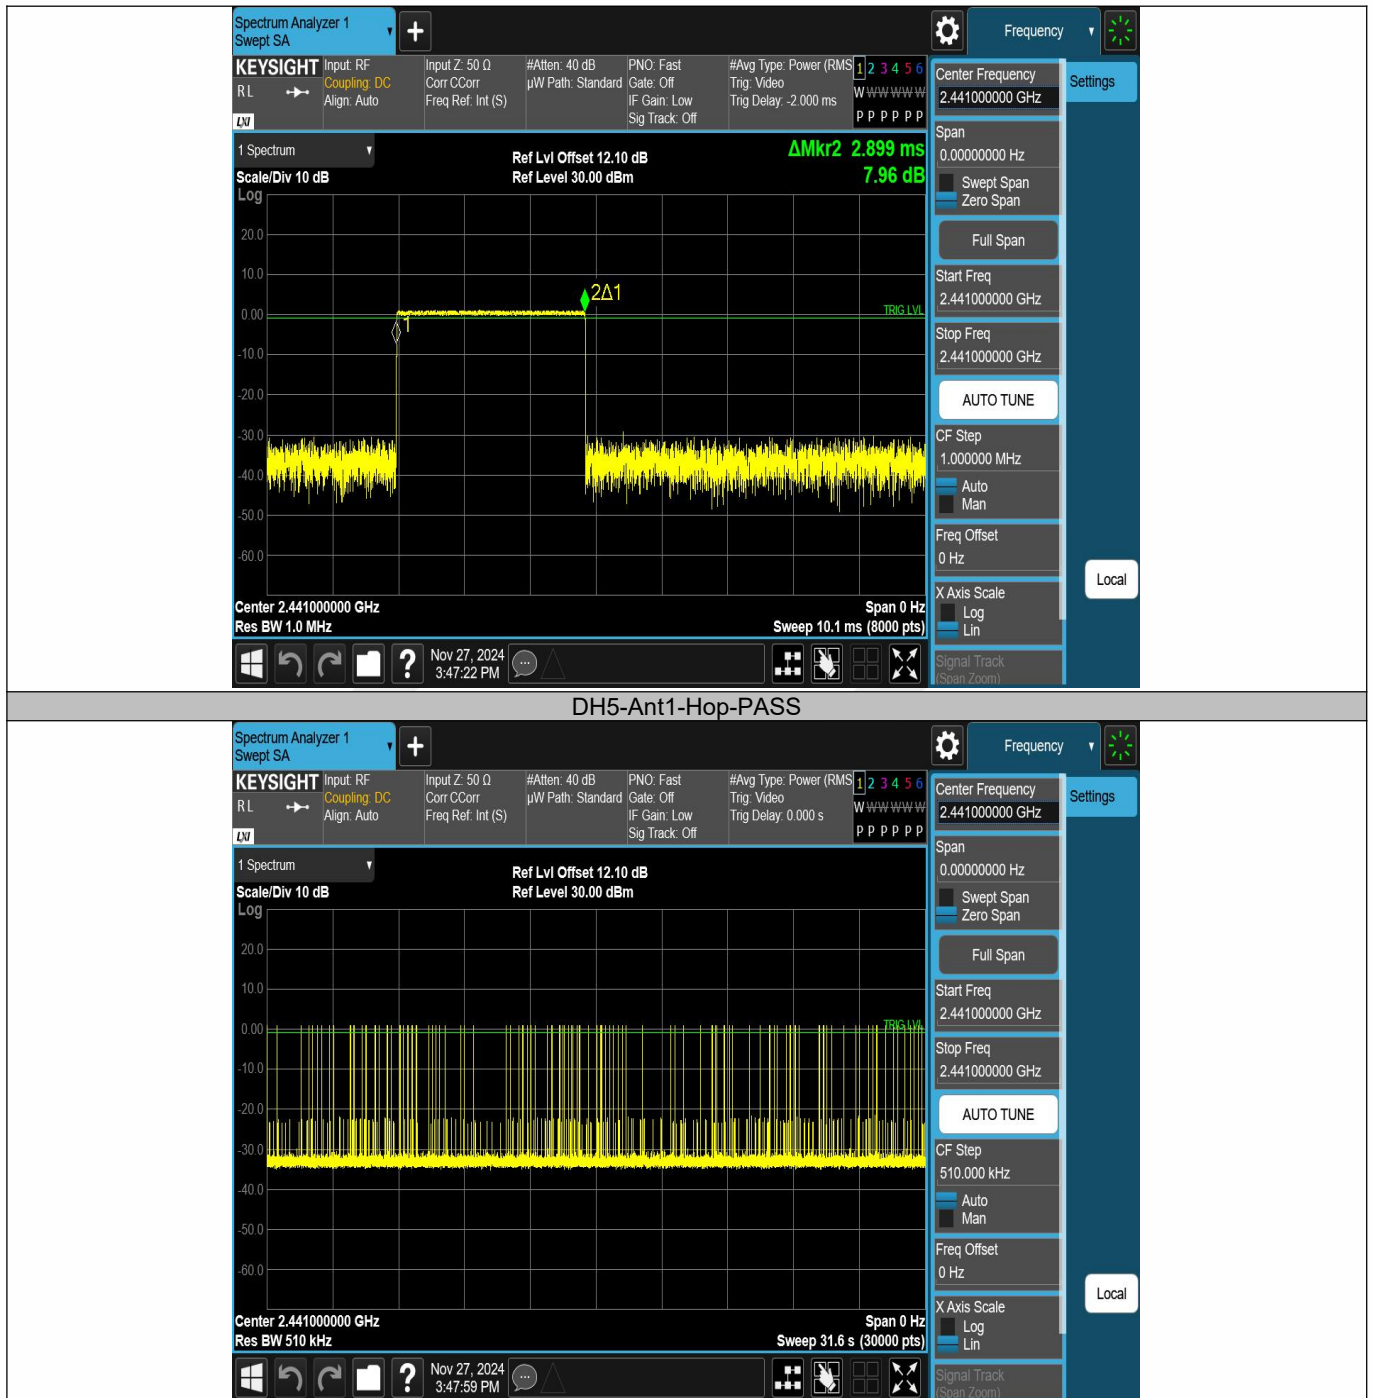 Spectrum Analyzer 1
Swept SA
Frequency
KEYSIGHT
RL
LXI
Input: RF
Coupling: DC
Align: Auto
Input Z: 50 Ω
Corr CCorr
Freq Ref: Int (S)
#Atten: 40 dB
µW Path: Standard
PNO: Fast
Gate: Off
IF Gain: Low
Sig Track: Off
#Avg Type: Power (RMS
Trig: Video
Trig Delay: -2.000 ms
1 2 3 4 5 6
W W W W W W
P P P P P P
Center Frequency
2.441000000 GHz
Settings
1 Spectrum
Scale/Div 10 dB
Log
Ref Lvl Offset 12.10 dB
Ref Level 30.00 dBm
ΔMkr2 2.899 ms
7.96 dB
20.0
10.0
0.00
-10.0
-20.0
-30.0
-40.0
-50.0
-60.0
2Δ1
1
TRIG LVL
Span
0.00000000 Hz
Swept Span
Zero Span
Full Span
Start Freq
2.441000000 GHz
Stop Freq
2.441000000 GHz
AUTO TUNE
CF Step
1.000000 MHz
Auto
Man
Freq Offset
0 Hz
Local
X Axis Scale
Log
Lin
Signal Track
(Span Zoom)
Center 2.441000000 GHz
Res BW 1.0 MHz
Span 0 Hz
Sweep 10.1 ms (8000 pts)
Nov 27, 2024
3:47:22 PM
DH5-Ant1-Hop-PASS
Spectrum Analyzer 1
Swept SA
Frequency
KEYSIGHT
RL
LXI
Input: RF
Coupling: DC
Align: Auto
Input Z: 50 Ω
Corr CCorr
Freq Ref: Int (S)
#Atten: 40 dB
µW Path: Standard
PNO: Fast
Gate: Off
IF Gain: Low
Sig Track: Off
#Avg Type: Power (RMS
Trig: Video
Trig Delay: 0.000 s
1 2 3 4 5 6
W W W W W W
P P P P P P
Center Frequency
2.441000000 GHz
Settings
1 Spectrum
Scale/Div 10 dB
Log
Ref Lvl Offset 12.10 dB
Ref Level 30.00 dBm
20.0
10.0
0.00
-10.0
-20.0
-30.0
-40.0
-50.0
-60.0
TRIG LVL
Span
0.00000000 Hz
Swept Span
Zero Span
Full Span
Start Freq
2.441000000 GHz
Stop Freq
2.441000000 GHz
AUTO TUNE
CF Step
510.000 kHz
Auto
Man
Freq Offset
0 Hz
Local
X Axis Scale
Log
Lin
Signal Track
(Span Zoom)
Center 2.441000000 GHz
Res BW 510 kHz
Span 0 Hz
Sweep 31.6 s (30000 pts)
Nov 27, 2024
3:47:59 PM